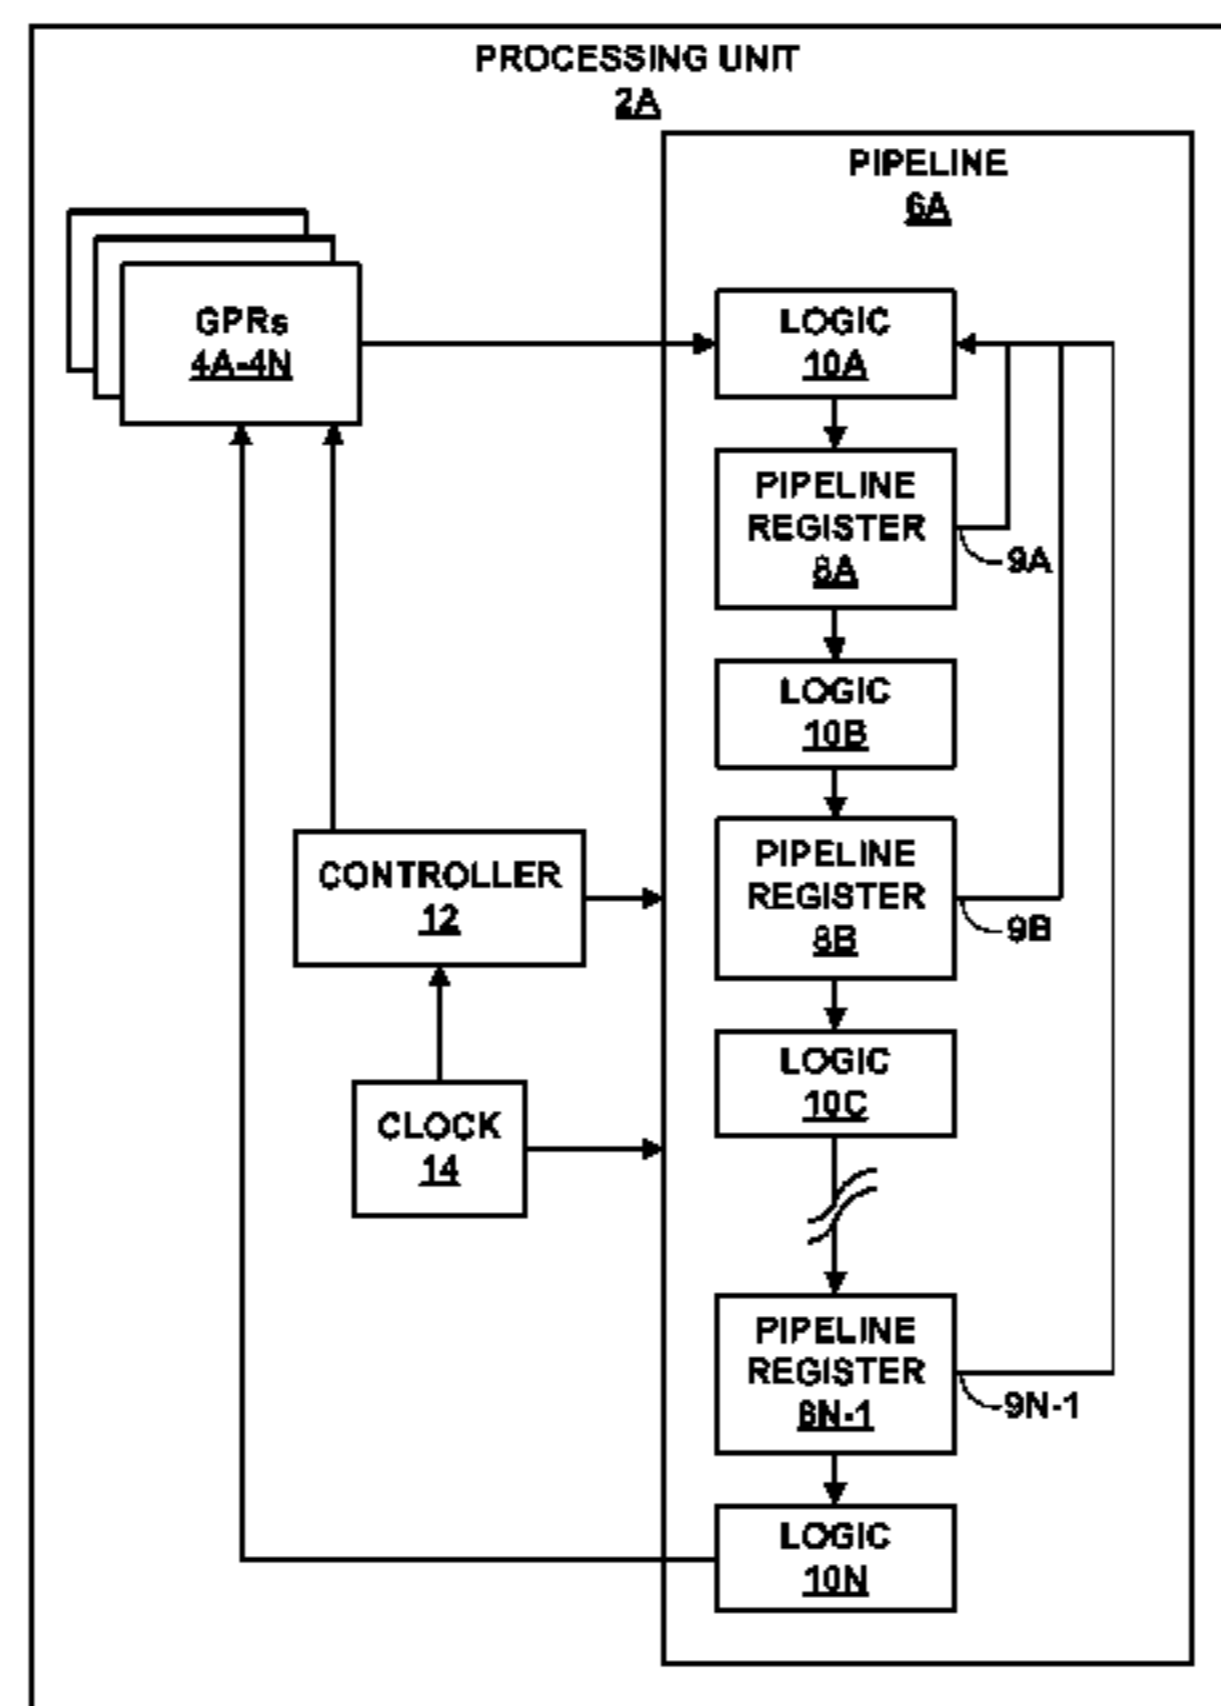 PROCESSING UNIT
2A
PIPELINE
6A
GPRs
4A-4N
LOGIC
10A
PIPELINE
REGISTER
8A
9A
LOGIC
10B
CONTROLLER
12
PIPELINE
REGISTER
8B
9B
LOGIC
10C
CLOCK
14
PIPELINE
REGISTER
8N-1
9N-1
LOGIC
10N